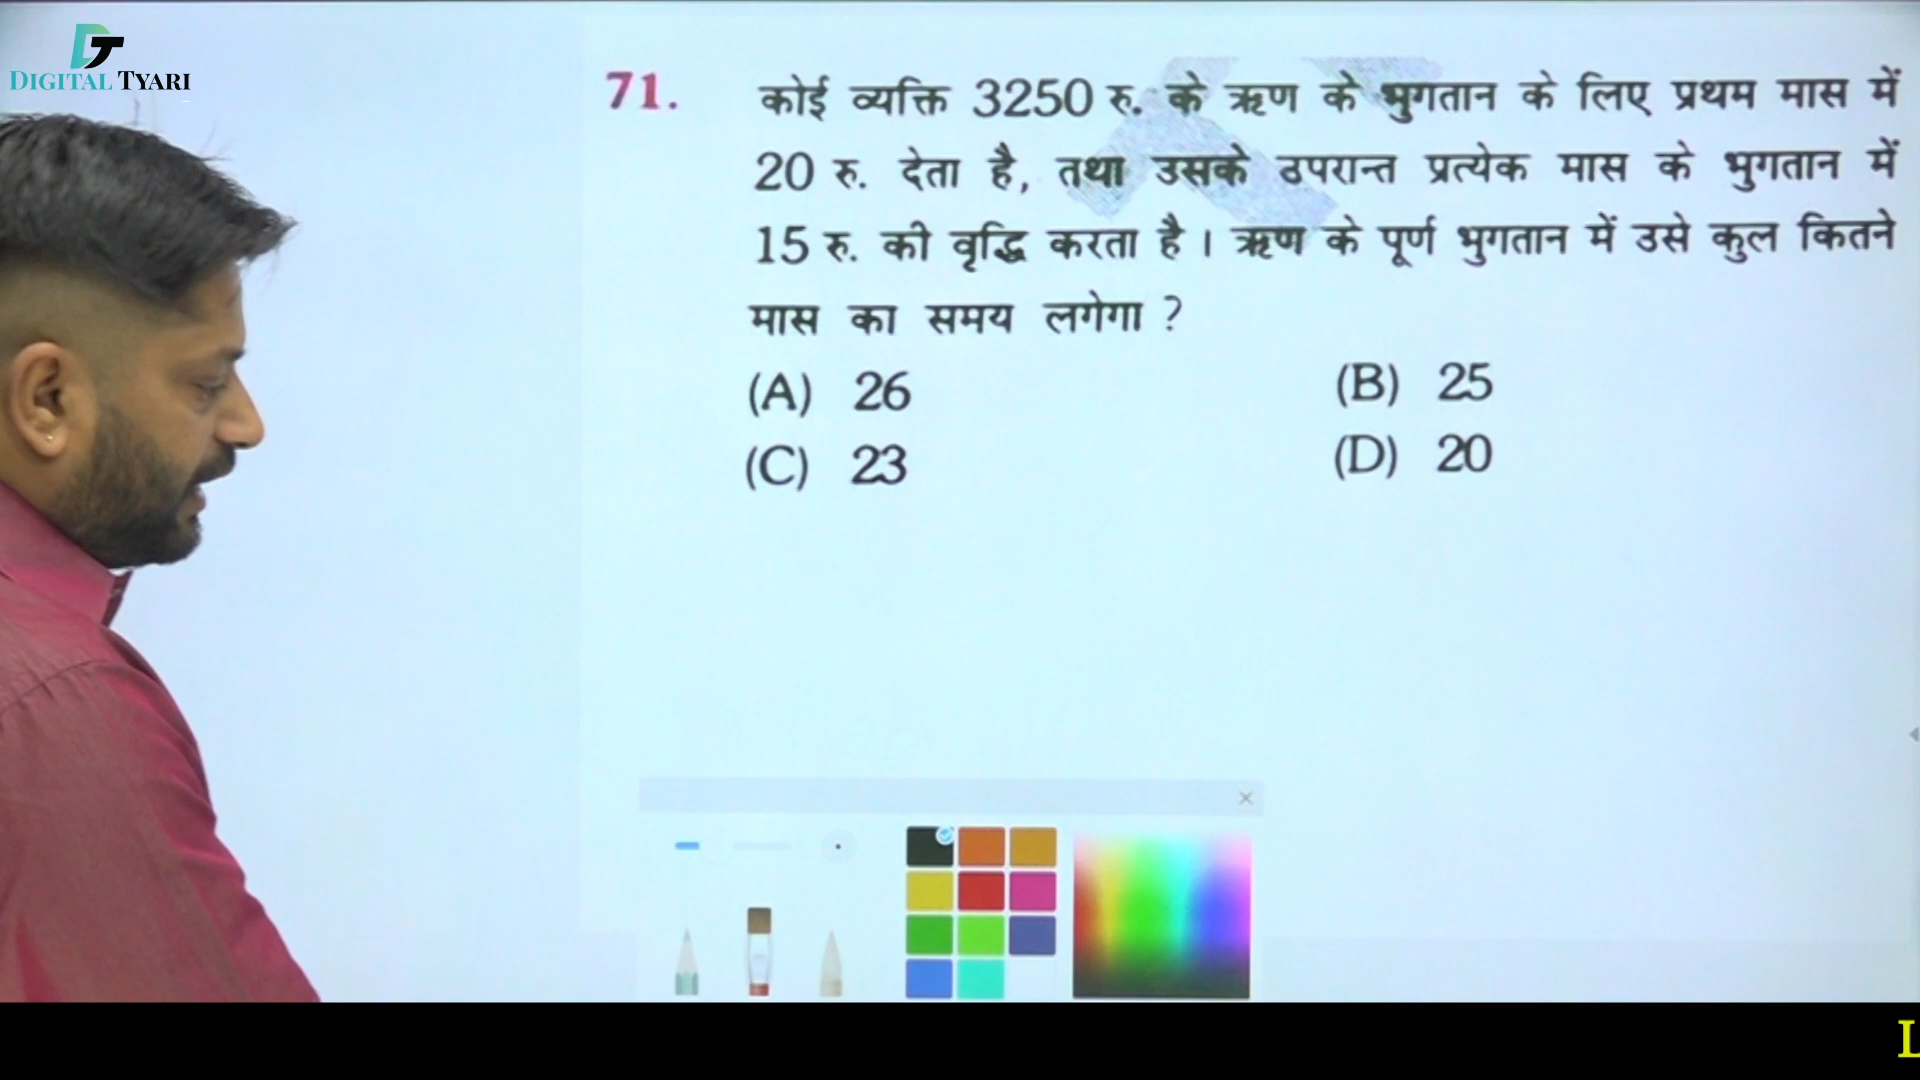 DT
DIGITAL TYARI
71. कोई व्यक्ति 3250 रु. के ऋण के भुगतान के लिए प्रथम मास में
20 रु. देता है, तथा उसके उपरान्त प्रत्येक मास के भुगतान में
15 रु. की वृद्धि करता है । ऋण के पूर्ण भुगतान में उसे कुल कितने
मास का समय लगेगा ?
(A) 26 (B) 25
(C) 23 (D) 20